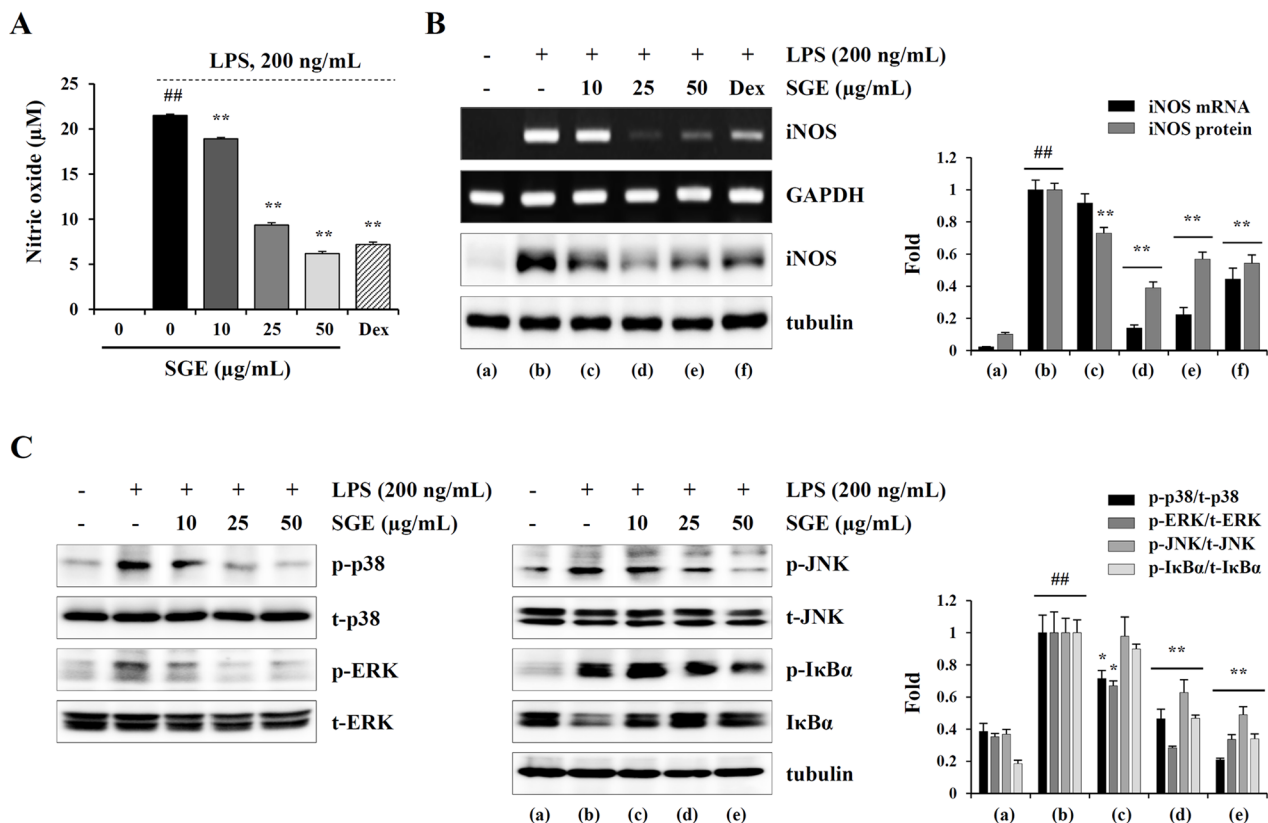 A
LPS, 200 ng/mL
Nitric oxide (μM)
25
20
15
10
5
0
##
**
**
**
**
0 0 10 25 50 Dex
SGE (μg/mL)
B
- + + + + + LPS (200 ng/mL)
- - 10 25 50 Dex SGE (μg/mL)
iNOS
GAPDH
iNOS
tubulin
(a) (b) (c) (d) (e) (f)
iNOS mRNA
iNOS protein
Fold
1.2
1
0.8
0.6
0.4
0.2
0
##
**
**
**
**
(a) (b) (c) (d) (e) (f)
C
- + + + + LPS (200 ng/mL)
- - 10 25 50 SGE (μg/mL)
p-p38
t-p38
p-ERK
t-ERK
- + + + + LPS (200 ng/mL)
- - 10 25 50 SGE (μg/mL)
p-JNK
t-JNK
p-IκBα
IκBα
tubulin
(a) (b) (c) (d) (e)
p-p38/t-p38
p-ERK/t-ERK
p-JNK/t-JNK
p-IκBα/t-IκBα
Fold
1.2
1
0.8
0.6
0.4
0.2
0
##
*
*
**
**
(a) (b) (c) (d) (e)